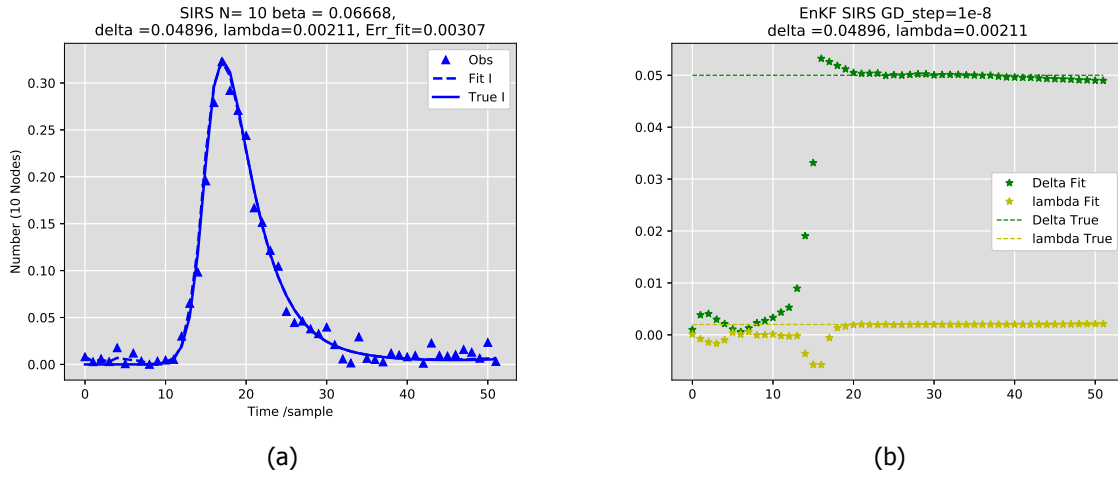 SIRS N= 10 beta = 0.06668,
delta =0.04896, lambda=0.00211, Err_fit=0.00307
Number (10 Nodes)
0.30
0.25
0.20
0.15
0.10
0.05
0.00
Obs
Fit I
True I
0 10 20 30 40 50
Time /sample
(a)
EnKF SIRS GD_step=1e-8
delta =0.04896, lambda=0.00211
0.05
0.04
0.03
0.02
0.01
0.00
Delta Fit
lambda Fit
Delta True
lambda True
0 10 20 30 40 50
(b)